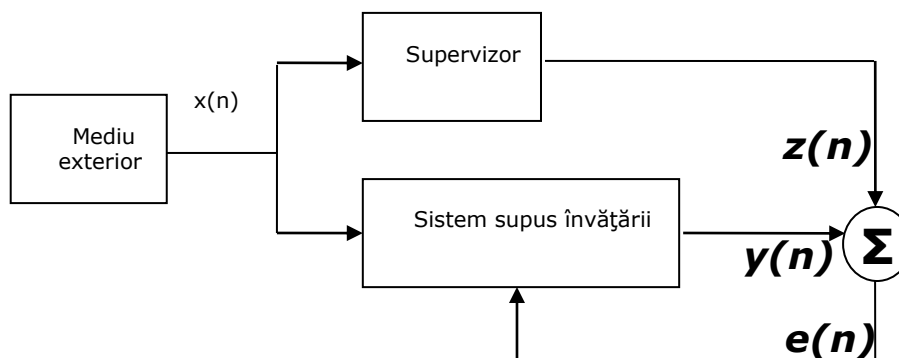 Supervizor
x(n)
Mediu
exterior
z(n)
Sistem supus învăţării
y(n)
Σ
e(n)